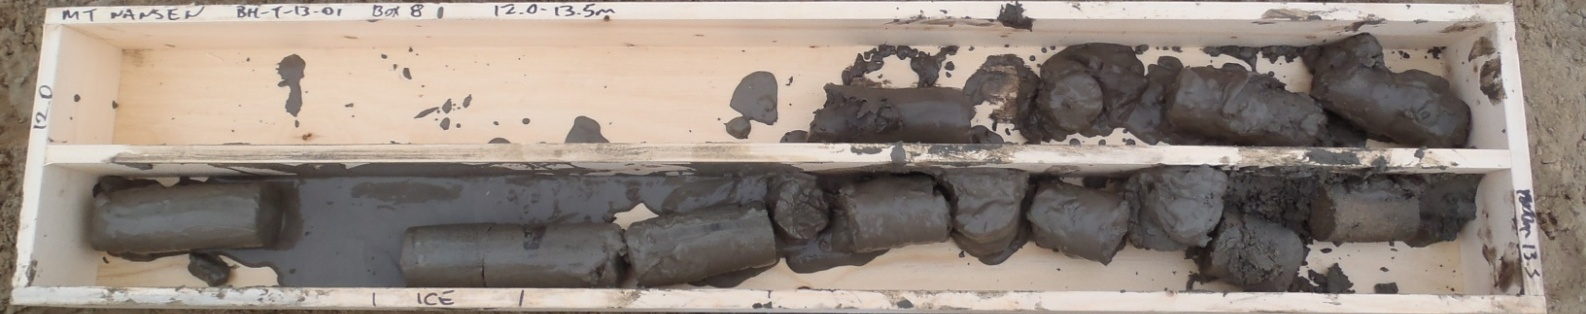 MT NANSEN BH-T-13-01 Box 8 12.0-13.5m
12.0
13.5
ICE